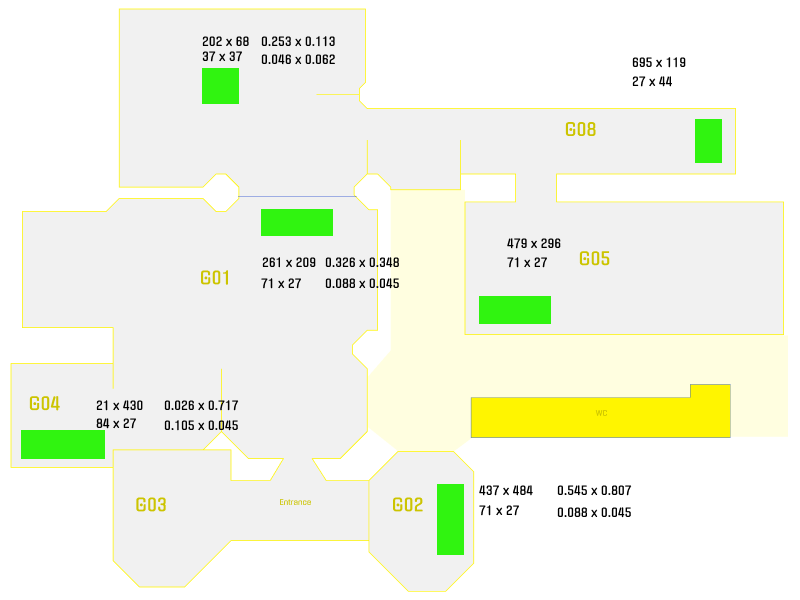 202 x 68 0.253 x 0.113
37 x 37 0.046 x 0.062
695 x 119
27 x 44
G08
479 x 296
71 x 27
G05
261 x 209 0.326 x 0.348
71 x 27 0.088 x 0.045
G01
G04
21 x 430 0.026 x 0.717
84 x 27 0.105 x 0.045
WC
G03
Entrance
G02
437 x 484 0.545 x 0.807
71 x 27 0.088 x 0.045